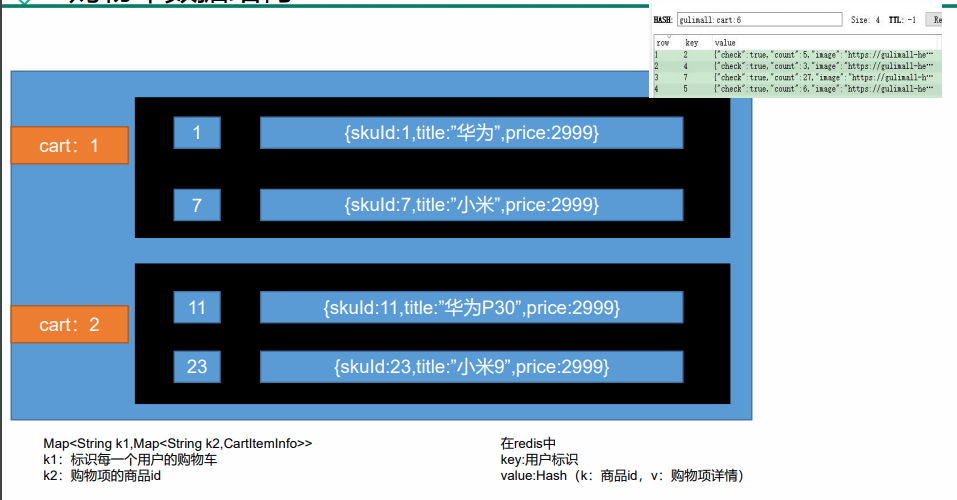 购物车数据结构
HASH: gulimall:cart:6 Size: 4 TTL: -1 Re
row key value
1 2 {"check":true,"count":5,"image":"https://gulimall-he…
2 4 {"check":true,"count":3,"image":"https://gulimall-he…
3 7 {"check":true,"count":27,"image":"https://gulimall-h…
4 5 {"check":true,"count":6,"image":"https://gulimall-he…
cart：1
1 {skuId:1,title:”华为”,price:2999}
7 {skuId:7,title:”小米”,price:2999}
cart：2
11 {skuId:11,title:”华为P30”,price:2999}
23 {skuId:23,title:”小米9”,price:2999}
Map<String k1,Map<String k2,CartItemInfo>>
k1：标识每一个用户的购物车
k2：购物项的商品id
在redis中
key:用户标识
value:Hash（k：商品id，v：购物项详情）